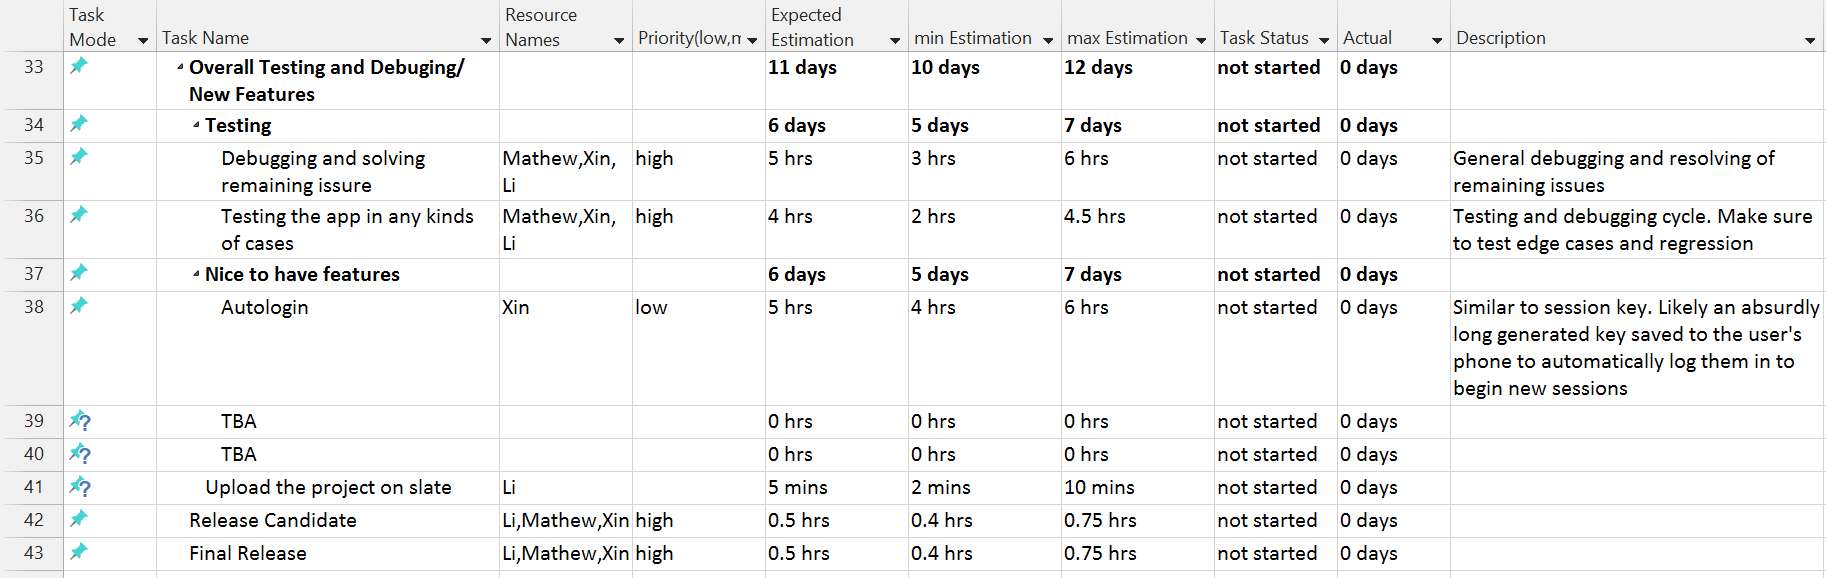 Task Mode Task Name Resource Names Priority(low,m Expected Estimation min Estimation max Estimation Task Status Actual Description
33 Overall Testing and Debuging/ 11 days 10 days 12 days not started 0 days
New Features
34 Testing 6 days 5 days 7 days not started 0 days
35 Debugging and solving Mathew,Xin, high 5 hrs 3 hrs 6 hrs not started 0 days General debugging and resolving of
remaining issure Li remaining issues
36 Testing the app in any kinds Mathew,Xin, high 4 hrs 2 hrs 4.5 hrs not started 0 days Testing and debugging cycle. Make sure
of cases Li to test edge cases and regression
37 Nice to have features 6 days 5 days 7 days not started 0 days
38 Autologin Xin low 5 hrs 4 hrs 6 hrs not started 0 days Similar to session key. Likely an absurdly
long generated key saved to the user's
phone to automatically log them in to
begin new sessions
39 TBA 0 hrs 0 hrs 0 hrs not started 0 days
40 TBA 0 hrs 0 hrs 0 hrs not started 0 days
41 Upload the project on slate Li 5 mins 2 mins 10 mins not started 0 days
42 Release Candidate Li,Mathew,Xin high 0.5 hrs 0.4 hrs 0.75 hrs not started 0 days
43 Final Release Li,Mathew,Xin high 0.5 hrs 0.4 hrs 0.75 hrs not started 0 days